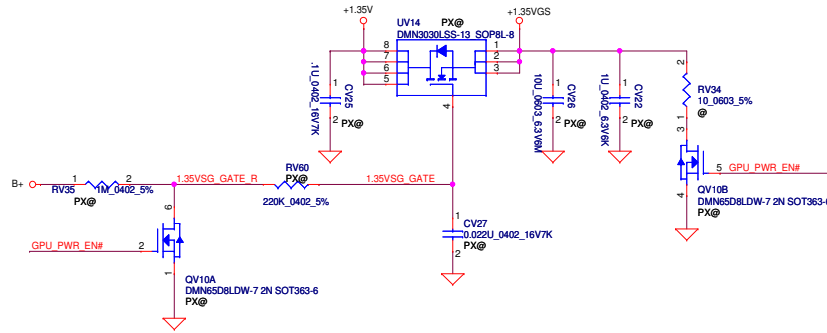 +1.35V
+1.35VGS
UV14 PX@
DMN3030LSS-13_SOP8L-8
8
7
6
5
1
2
3
4
1
2
CV25
.1U_0402_16V7K
PX@
1
2
CV26
10U_0603_6.3V6M
1
2
CV22
1U_0402_6.3V6K
PX@
2
RV34
10_0603_5%
@
1
3
5
GPU_PWR_EN#
4
QV10B
DMN65D8LDW-7 2N SOT363-6
PX@
B+
1
2
RV35
1M_0402_5%
PX@
1.35VSG_GATE_R
RV60
PX@
220K_0402_5%
1.35VSG_GATE
1
CV27
0.022U_0402_16V7K
PX@
2
6
GPU_PWR_EN#
2
1
QV10A
DMN65D8LDW-7 2N SOT363-6
PX@